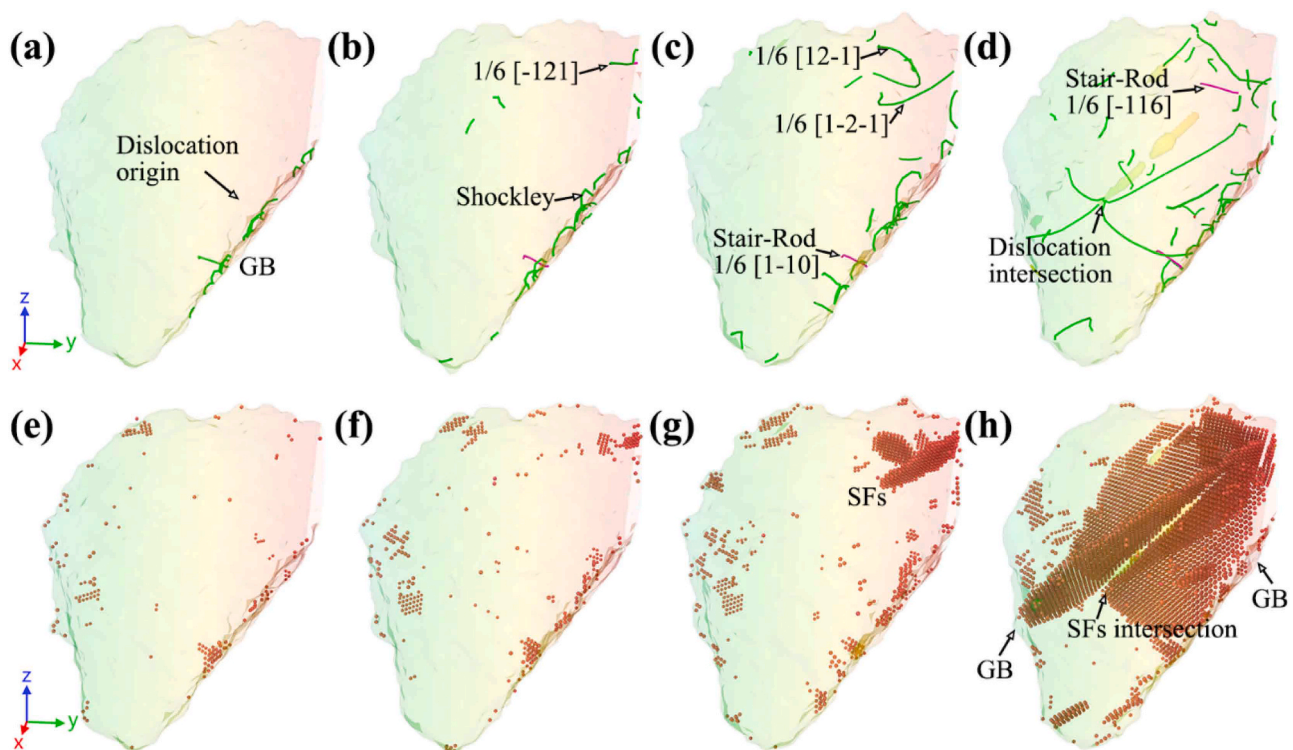 (a)
Dislocation
origin
GB
z
y
x
(b)
1/6 [-121]
Shockley
(c)
1/6 [12-1]
1/6 [1-2-1]
Stair-Rod
1/6 [1-10]
(d)
Stair-Rod
1/6 [-116]
Dislocation
intersection
(e)
z
y
x
(f)
(g)
SFs
(h)
GB
SFs intersection
GB